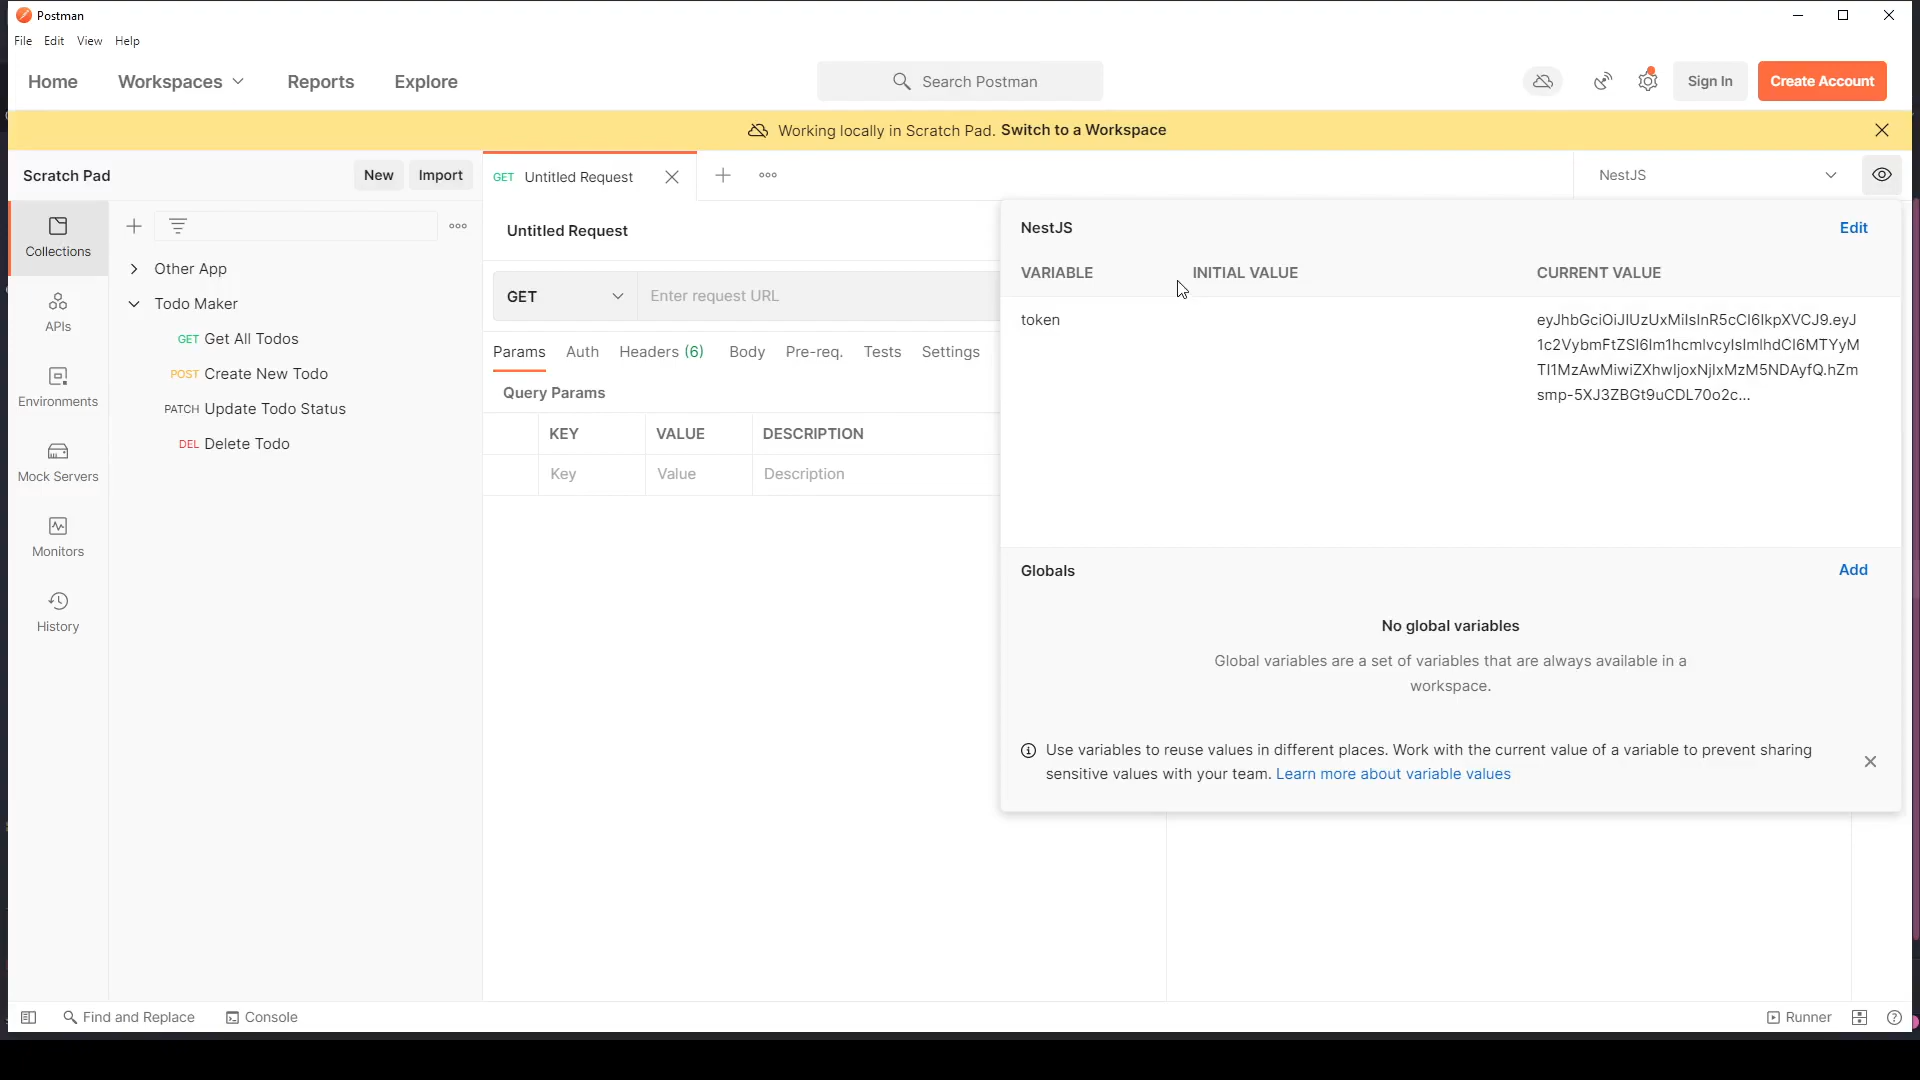 Postman
File Edit View Help
Home Workspaces Reports Explore
Search Postman
Sign In
Create Account
Working locally in Scratch Pad. Switch to a Workspace
Scratch Pad
New
Import
GET Untitled Request
NestJS
Collections
APIs
Environments
Mock Servers
Monitors
History
Other App
Todo Maker
GET Get All Todos
POST Create New Todo
PATCH Update Todo Status
DEL Delete Todo
Untitled Request
GET
Enter request URL
Params Auth Headers (6) Body Pre-req. Tests Settings
Query Params
KEY VALUE DESCRIPTION
Key Value Description
NestJS
Edit
VARIABLE INITIAL VALUE CURRENT VALUE
token
eyJhbGciOiJIUzUxMiIsInR5cCI6IkpXVCJ9.eyJ
1c2VybmFtZSI6Im1hcmlvcyIsImlhdCI6MTYyM
TI1MzAwMiwiZXhwIjoxNjIxMzM5NDAyfQ.hZm
smp-5XJ3ZBGt9uCDL70o2c...
Globals
Add
No global variables
Global variables are a set of variables that are always available in a
workspace.
Use variables to reuse values in different places. Work with the current value of a variable to prevent sharing
sensitive values with your team. Learn more about variable values
Find and Replace
Console
Runner